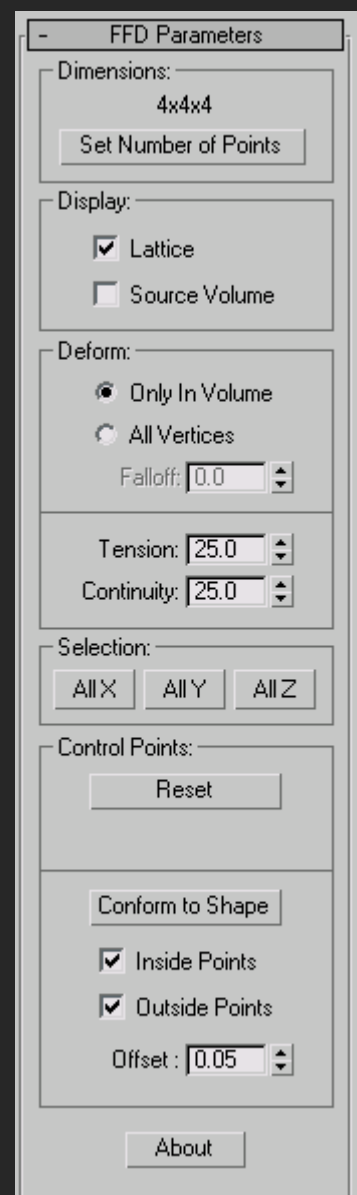 - FFD Parameters
Dimensions:
4x4x4
Set Number of Points
Display:
Lattice
Source Volume
Deform:
Only In Volume
All Vertices
Falloff: 0.0
Tension: 25.0
Continuity: 25.0
Selection:
All X All Y All Z
Control Points:
Reset
Conform to Shape
Inside Points
Outside Points
Offset : 0.05
About